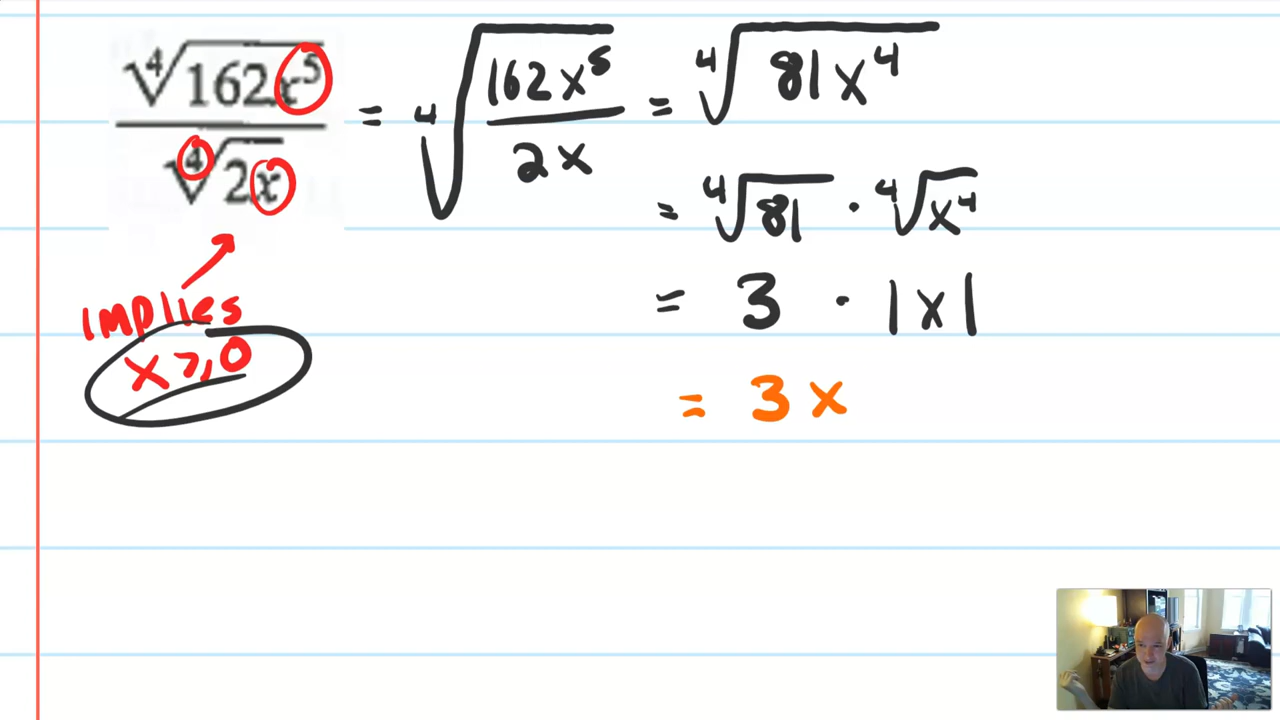 ⁴√(162x⁵) / ⁴√(2x) = ⁴√(162x⁵ / 2x) = ⁴√(81x⁴)
= ⁴√81 · ⁴√x⁴
= 3 · |x|
= 3x
implies
x ≥ 0